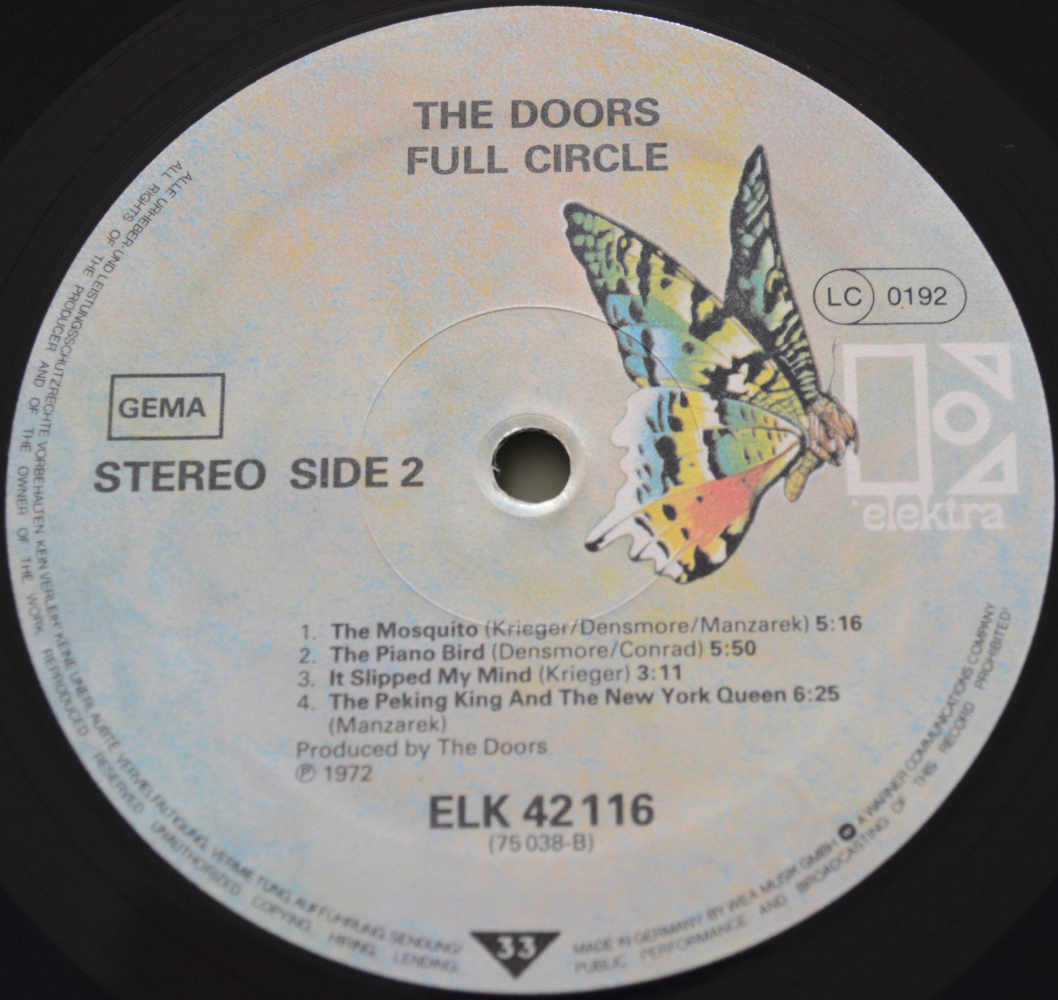 THE DOORS
FULL CIRCLE
LC 0192
GEMA
STEREO SIDE 2
elektra
1. The Mosquito (Krieger/Densmore/Manzarek) 5:16
2. The Piano Bird (Densmore/Conrad) 5:50
3. It Slipped My Mind (Krieger) 3:11
4. The Peking King And The New York Queen 6:25
(Manzarek)
Produced by The Doors
℗ 1972
ELK 42 116
(75 038-B)
33
ALLE URHEBER- UND LEISTUNGSSCHUTZRECHTE VORBEHALTEN. KEIN VERLEIH! KEINE UNERLAUBTE VERVIELFÄLTIGUNG, VERMIETUNG, AUFFÜHRUNG, SENDUNG!
ALL RIGHTS OF THE PRODUCER AND OF THE OWNER OF THE WORK REPRODUCED RESERVED. UNAUTHORIZED COPYING, HIRING, LENDING,
MADE IN GERMANY BY WEA MUSIK GMBH A WARNER COMMUNICATIONS COMPANY
PUBLIC PERFORMANCE AND BROADCASTING OF THIS RECORD PROHIBITED!